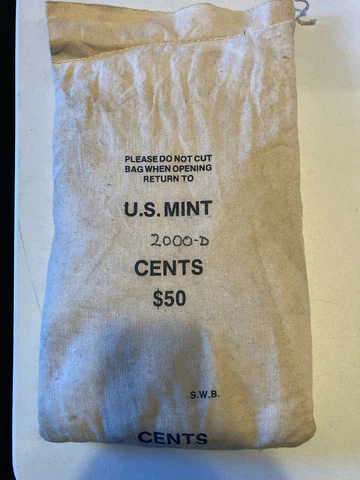 PLEASE DO NOT CUT
BAG WHEN OPENING
RETURN TO
U.S. MINT
2000-D
CENTS
$50
S.W.B.
CENTS